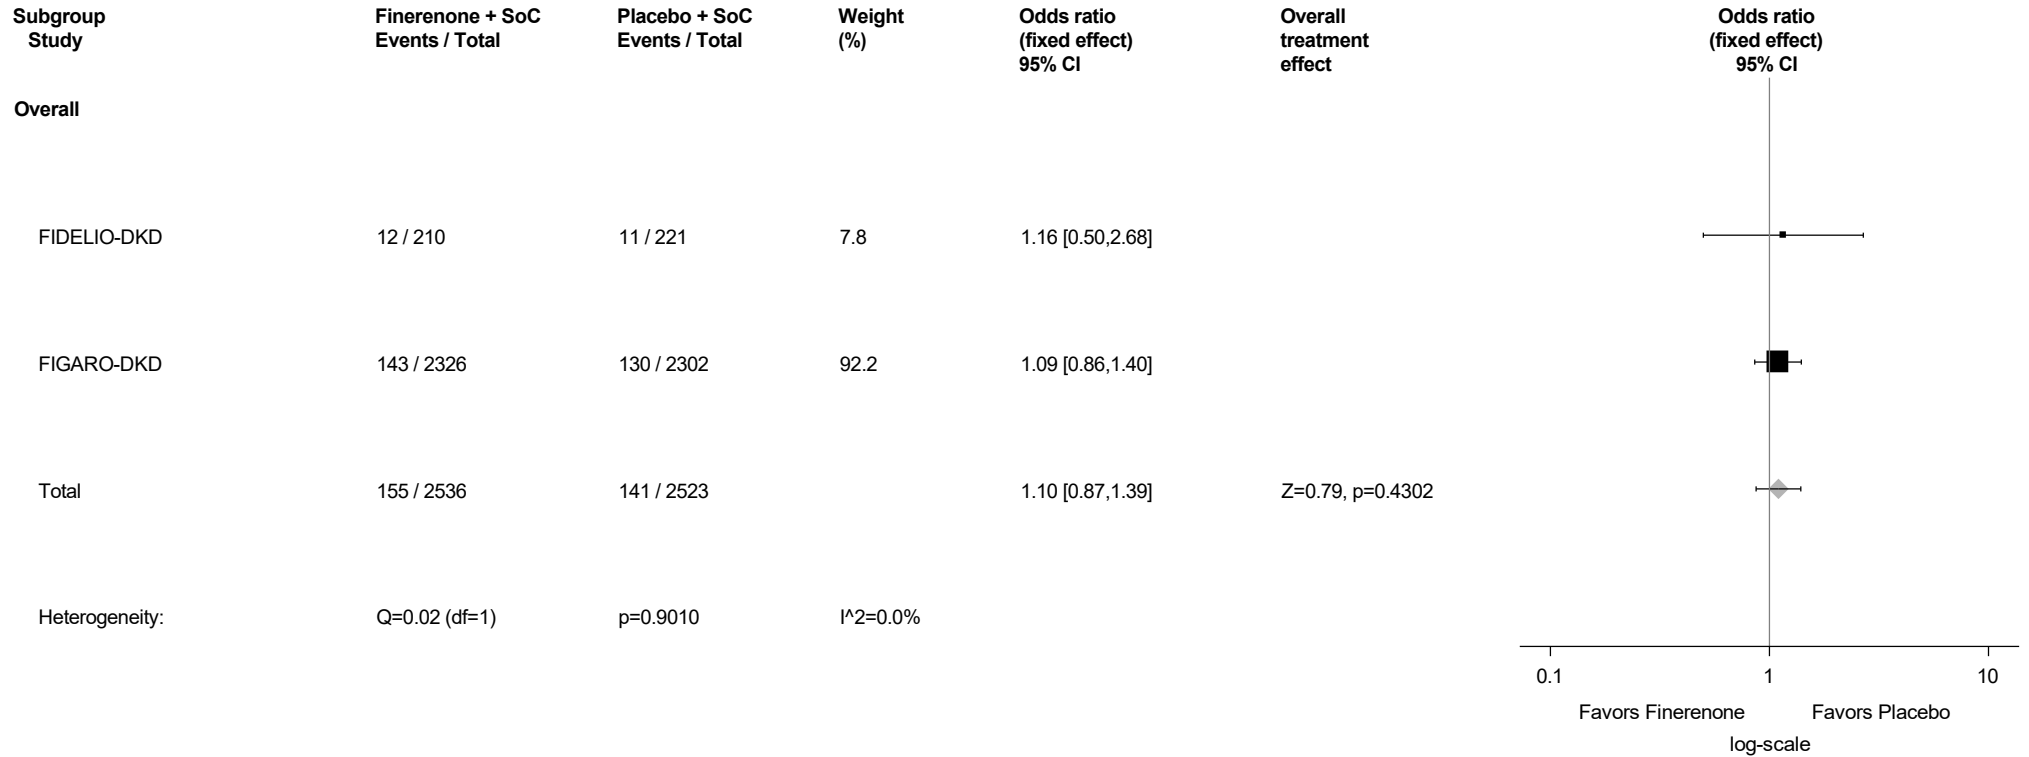 Subgroup Finerenone + SoC Placebo + SoC Weight Odds ratio Overall Odds ratio
Study Events / Total Events / Total (%) (fixed effect) treatment (fixed effect)
95% CI effect 95% CI
Overall
FIDELIO-DKD 12 / 210 11 / 221 7.8 1.16 [0.50,2.68]
FIGARO-DKD 143 / 2326 130 / 2302 92.2 1.09 [0.86,1.40]
Total 155 / 2536 141 / 2523 1.10 [0.87,1.39] Z=0.79, p=0.4302
Heterogeneity: Q=0.02 (df=1) p=0.9010 I^2=0.0%
0.1 1 10
Favors Finerenone Favors Placebo
log-scale